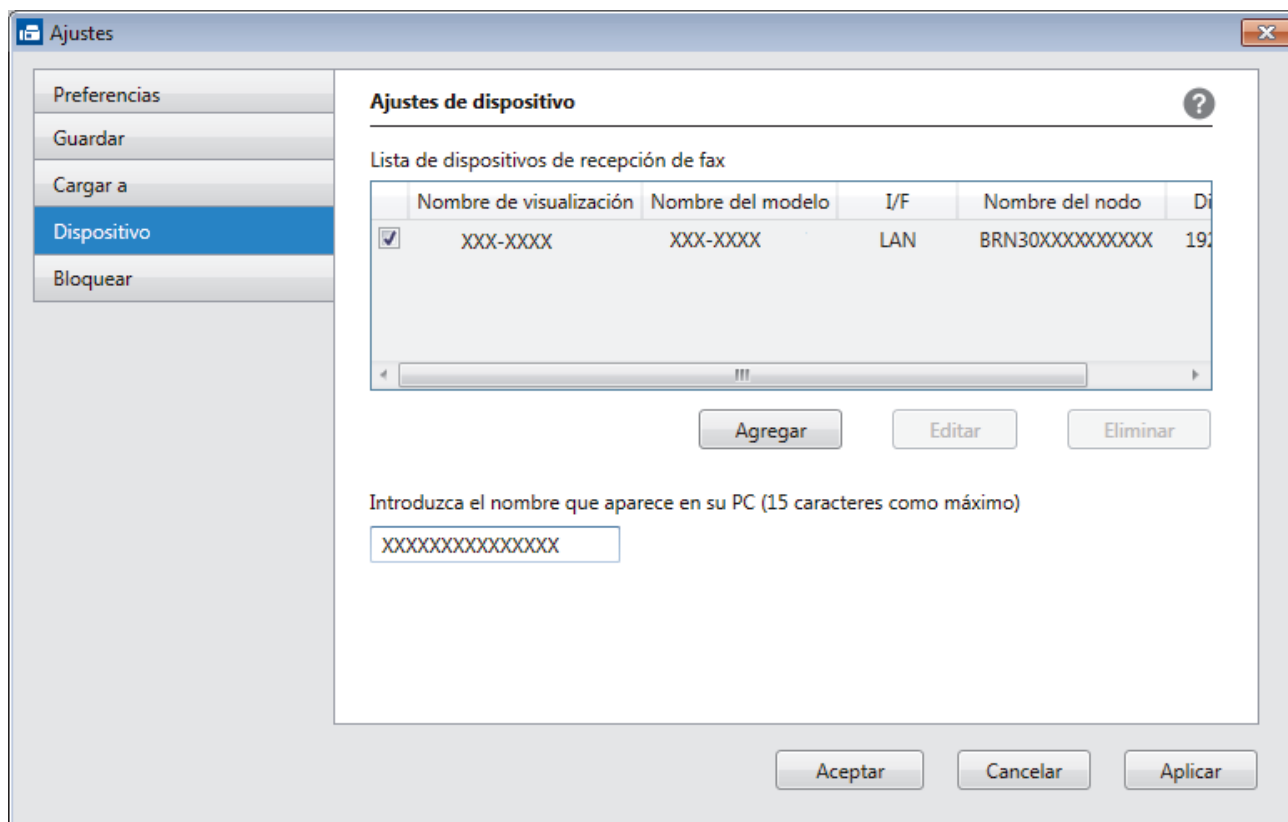 Ajustes
Preferencias
Guardar
Cargar a
Dispositivo
Bloquear
Ajustes de dispositivo
?
Lista de dispositivos de recepción de fax
Nombre de visualización Nombre del modelo I/F Nombre del nodo Di
XXX-XXXX XXX-XXXX LAN BRN30XXXXXXXXXX 192
Agregar Editar Eliminar
Introduzca el nombre que aparece en su PC (15 caracteres como máximo)
XXXXXXXXXXXXXXX
Aceptar Cancelar Aplicar